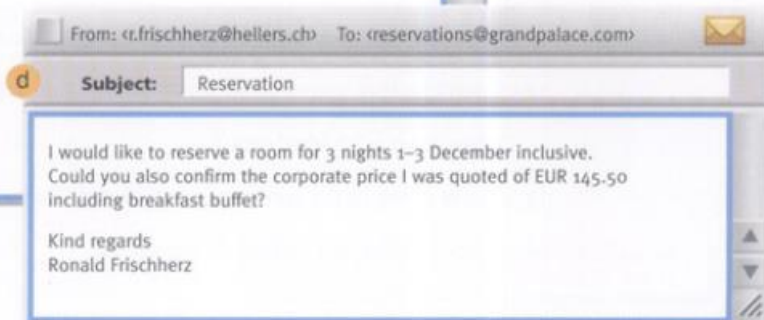 From: <r.frischherz@hellers.ch> To: <reservations@grandpalace.com>
d
Subject: Reservation
I would like to reserve a room for 3 nights 1–3 December inclusive.
Could you also confirm the corporate price I was quoted of EUR 145.50
including breakfast buffet?
Kind regards
Ronald Frischherz